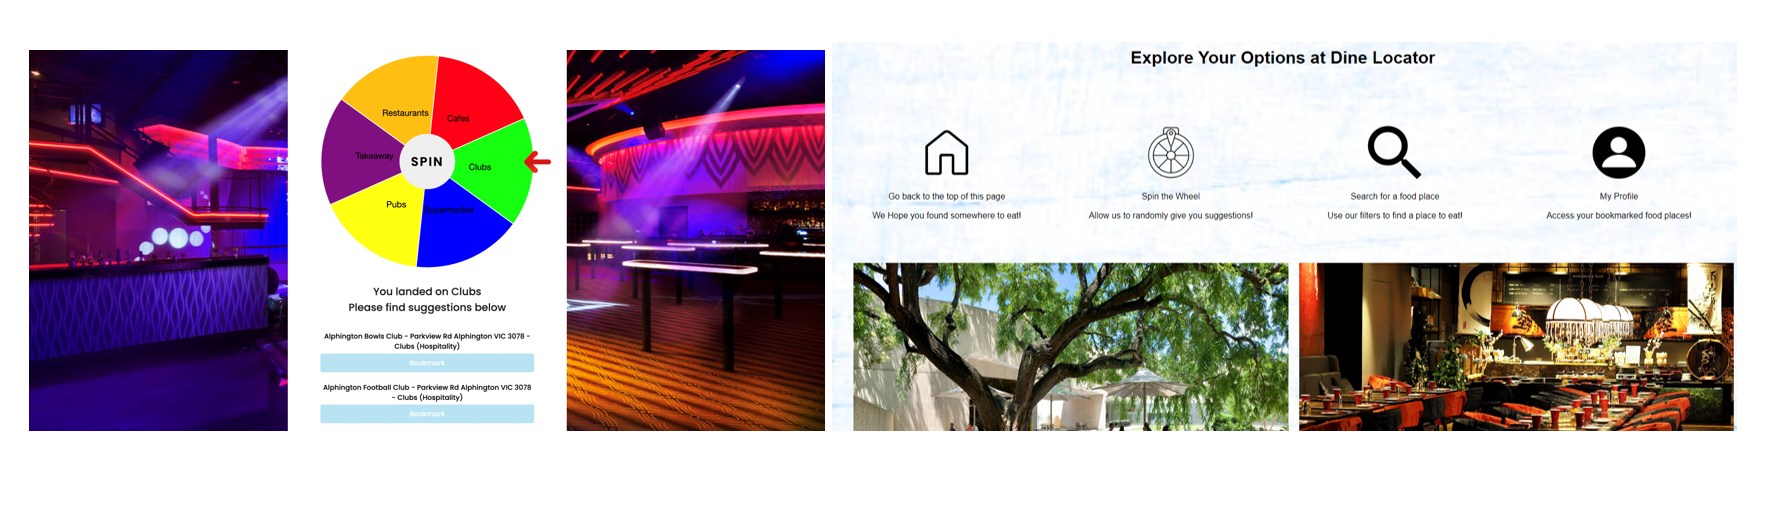 Restaurants
Cafes
Takeaway
SPIN
Clubs
Pubs
Supermarket
You landed on Clubs
Please find suggestions below
Alphington Bowls Club - Parkview Rd Alphington VIC 3078 -
Clubs (Hospitality)
Bookmark
Alphington Football Club - Parkview Rd Alphington VIC 3078
- Clubs (Hospitality)
Bookmark
Explore Your Options at Dine Locator
Go back to the top of this page
We Hope you found somewhere to eat!
Spin the Wheel
Allow us to randomly give you suggestions!
Search for a food place
Use our filters to find a place to eat!
My Profile
Access your bookmarked food places!